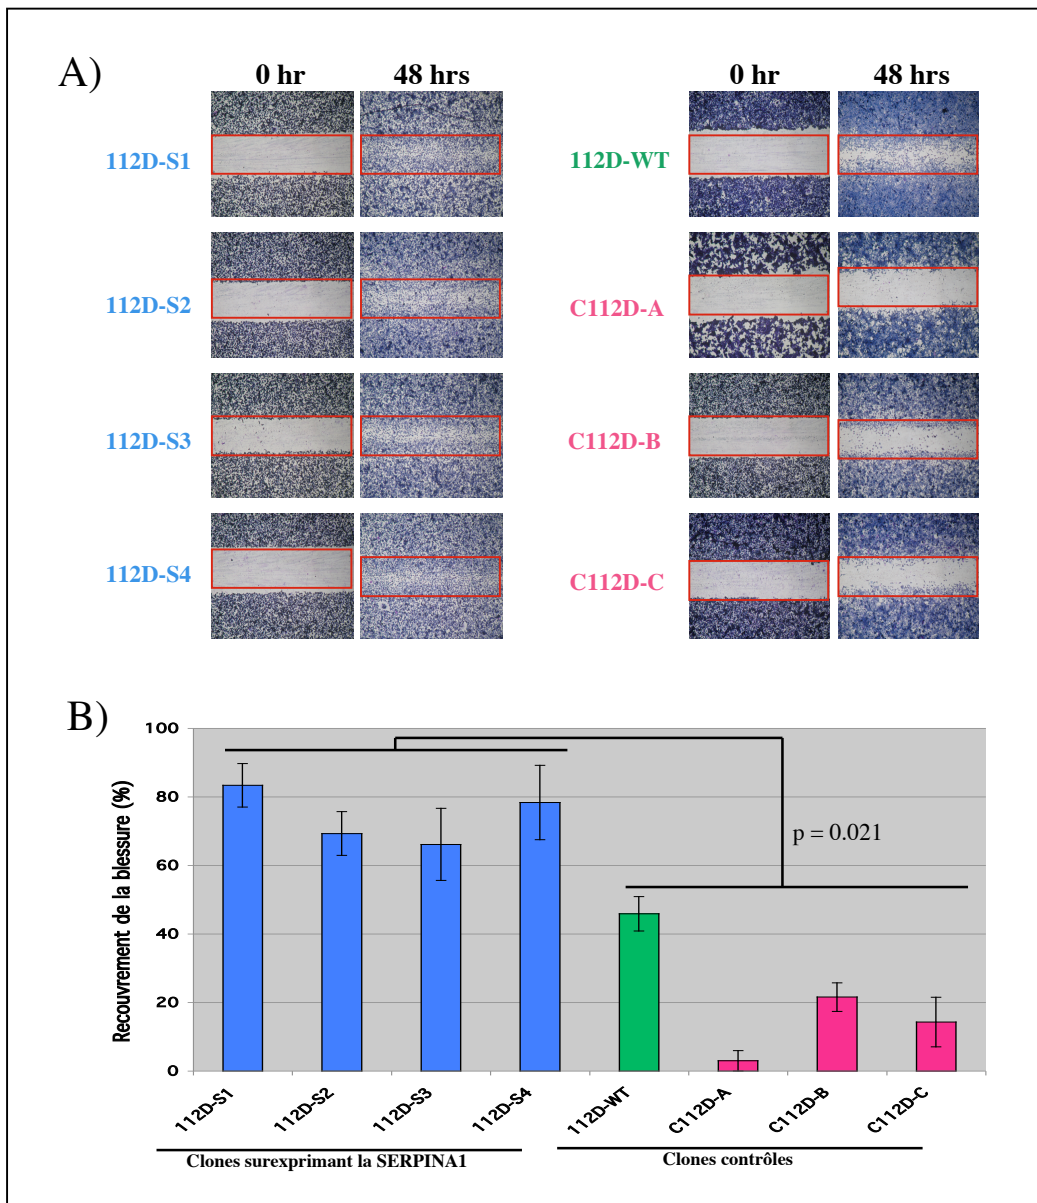 A)
0 hr 48 hrs 0 hr 48 hrs
112D-S1 112D-WT
112D-S2 C112D-A
112D-S3 C112D-B
112D-S4 C112D-C
B)
Recouvrement de la blessure (%)
100
80
60
40
20
0
p = 0.021
112D-S1 112D-S2 112D-S3 112D-S4 112D-WT C112D-A C112D-B C112D-C
Clones surexprimant la SERPINA1 Clones contrôles